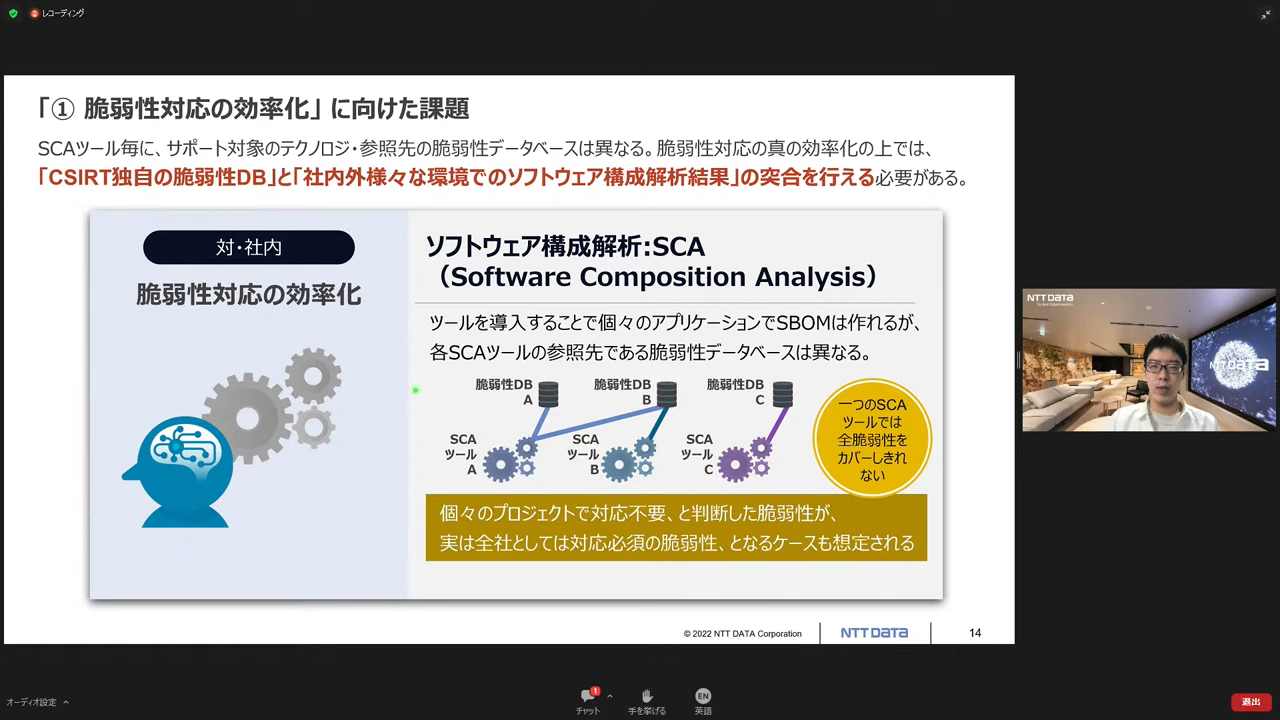 レコーディング
「① 脆弱性対応の効率化」 に向けた課題
SCAツール毎に、サポート対象のテクノロジ・参照先の脆弱性データベースは異なる。脆弱性対応の真の効率化の上では、
「CSIRT独自の脆弱性DB」と「社内外様々な環境でのソフトウェア構成解析結果」の突合を行える必要がある。
対・社内
脆弱性対応の効率化
ソフトウェア構成解析:SCA
（Software Composition Analysis）
ツールを導入することで個々のアプリケーションでSBOMは作れるが、
各SCAツールの参照先である脆弱性データベースは異なる。
脆弱性DB
A
脆弱性DB
B
脆弱性DB
C
SCA
ツール
A
SCA
ツール
B
SCA
ツール
C
一つのSCA
ツールでは
全脆弱性を
カバーしきれ
ない
個々のプロジェクトで対応不要、と判断した脆弱性が、
実は全社としては対応必須の脆弱性、となるケースも想定される
© 2022 NTT DATA Corporation
NTT DATA
14
NTT DATA
NTT DATA
オーディオ設定
1
チャット
手を挙げる
EN
英語
退出